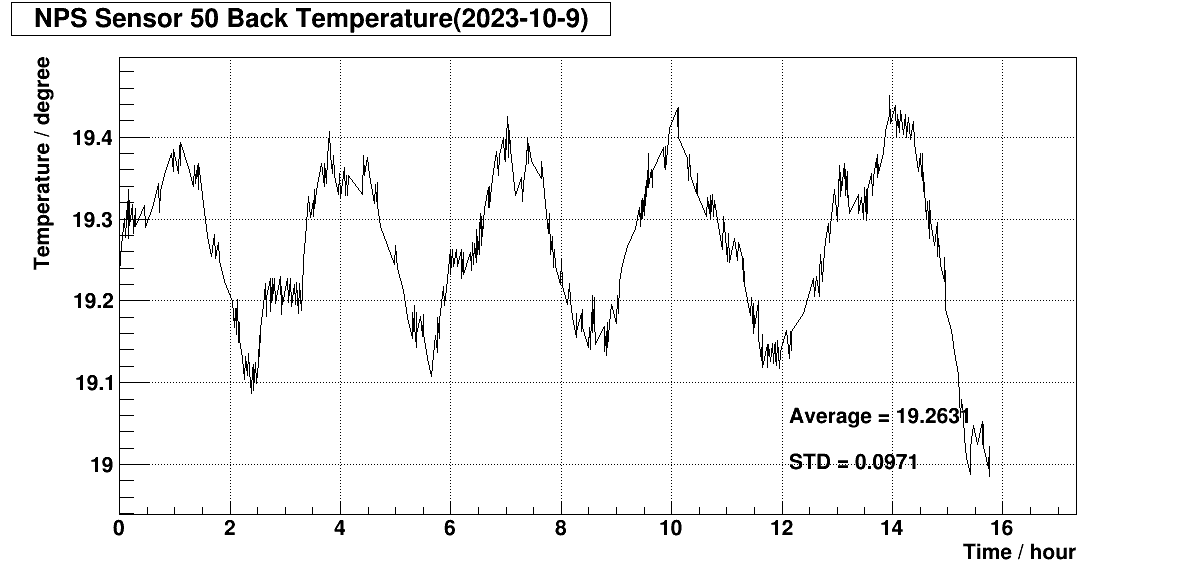 NPS Sensor 50 Back Temperature(2023-10-9)
Temperature / degree
19.4
19.3
19.2
19.1
19
Average = 19.2631
STD = 0.0971
0 2 4 6 8 10 12 14 16
Time / hour